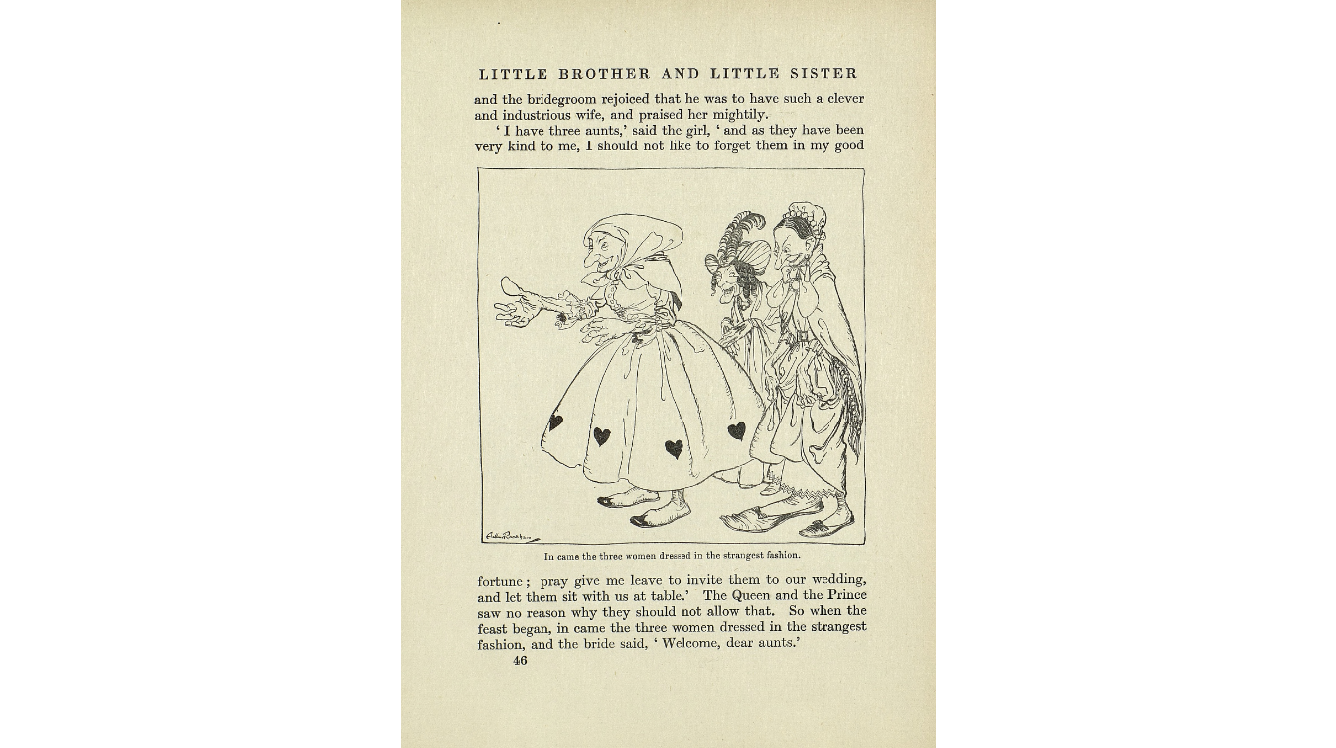 LITTLE BROTHER AND LITTLE SISTER
and the bridegroom rejoiced that he was to have such a clever
and industrious wife, and praised her mightily.
‘ I have three aunts,’ said the girl, ‘ and as they have been
very kind to me, I should not like to forget them in my good
Arthur Rackham
In came the three women dressed in the strangest fashion.
fortune ; pray give me leave to invite them to our wedding,
and let them sit with us at table.’ The Queen and the Prince
saw no reason why they should not allow that. So when the
feast began, in came the three women dressed in the strangest
fashion, and the bride said, ‘ Welcome, dear aunts.’
46